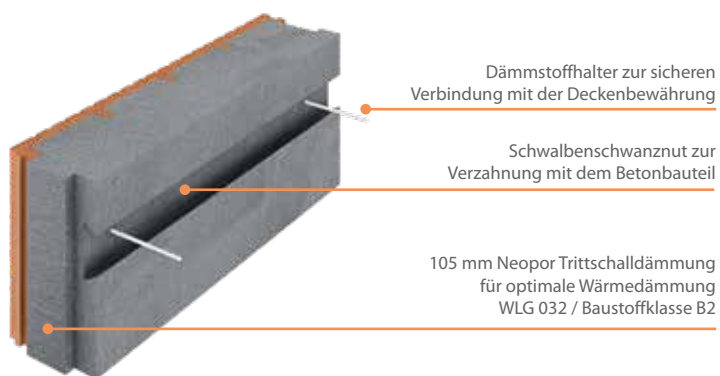 Dämmstoffhalter zur sicheren
Verbindung mit der Deckenbewährung
Schwalbenschwanznut zur
Verzahnung mit dem Betonbauteil
105 mm Neopor Trittschalldämmung
für optimale Wärmedämmung
WLG 032 / Baustoffklasse B2